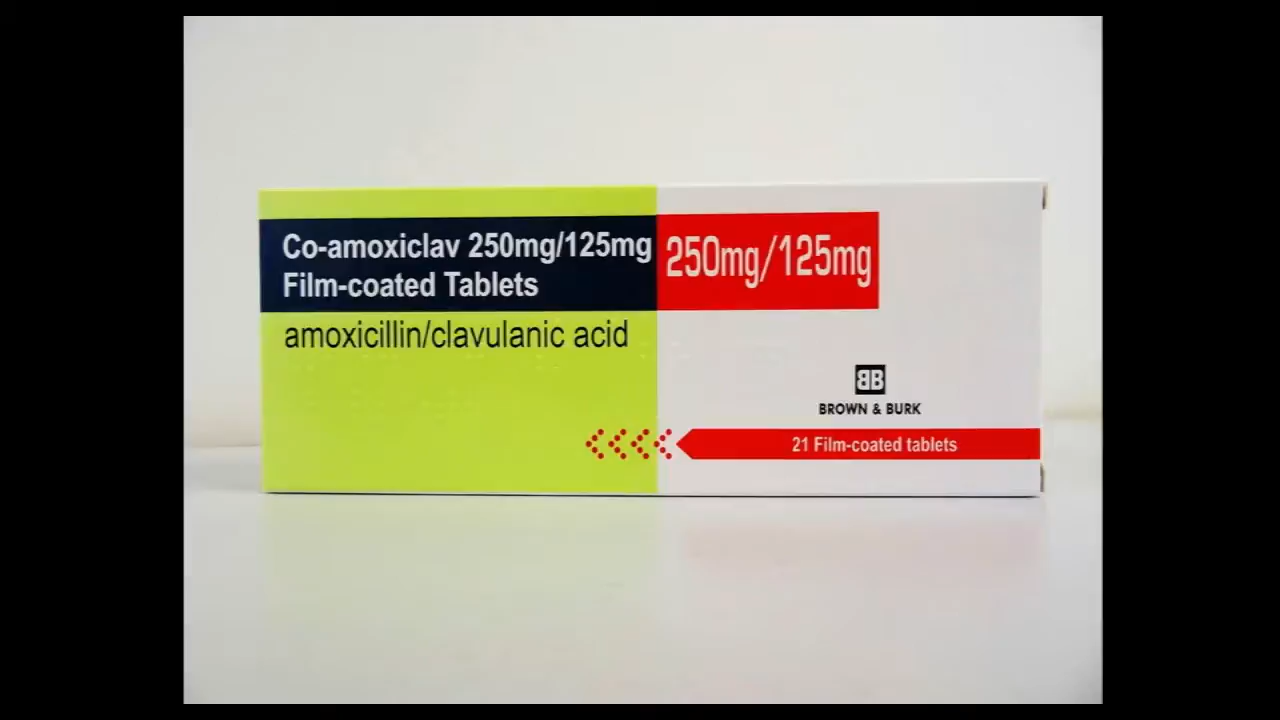 Co-amoxiclav 250mg/125mg
Film-coated Tablets
amoxicillin/clavulanic acid
250mg/125mg
BB
BROWN & BURK
21 Film-coated tablets